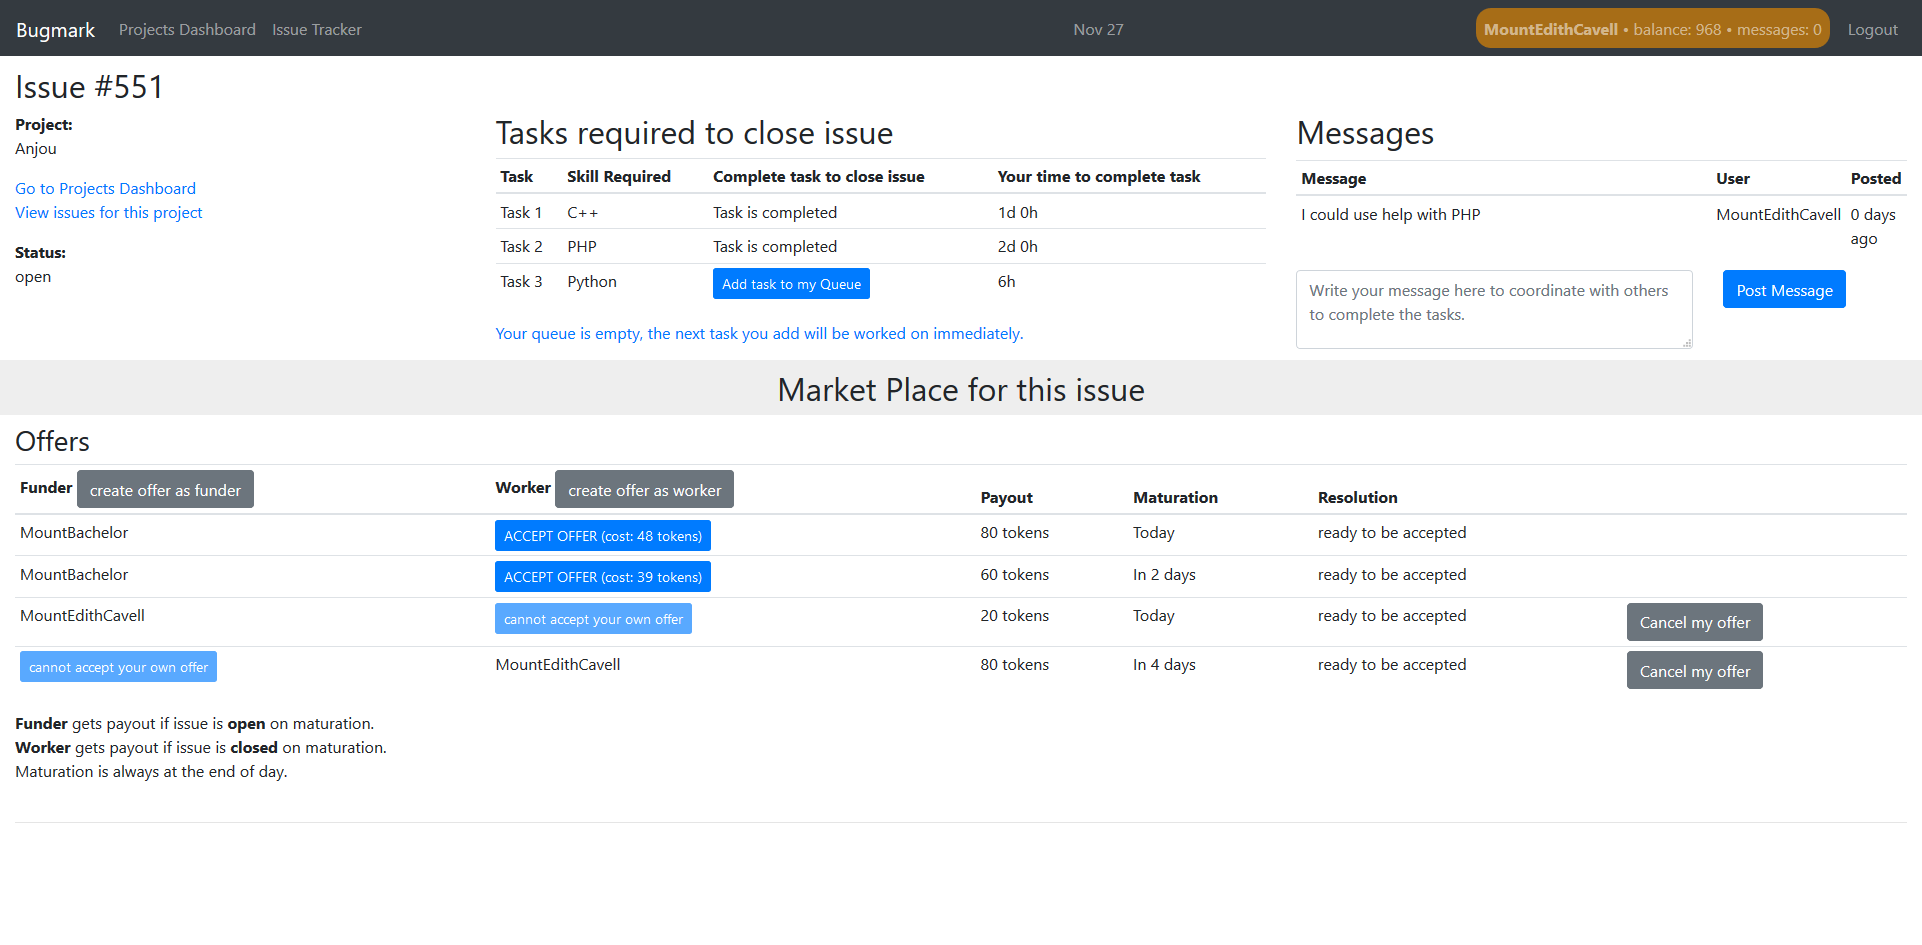 Bugmark Projects Dashboard Issue Tracker Nov 27 MountEdithCavell • balance: 968 • messages: 0 Logout
Issue #551
Project:
Anjou
Go to Projects Dashboard
View issues for this project
Status:
open
Tasks required to close issue
Task Skill Required Complete task to close issue Your time to complete task
Task 1 C++ Task is completed 1d 0h
Task 2 PHP Task is completed 2d 0h
Task 3 Python Add task to my Queue 6h
Your queue is empty, the next task you add will be worked on immediately.
Messages
Message User Posted
I could use help with PHP MountEdithCavell 0 days
ago
Write your message here to coordinate with others
to complete the tasks.
Post Message
Market Place for this issue
Offers
Funder create offer as funder Worker create offer as worker Payout Maturation Resolution
MountBachelor ACCEPT OFFER (cost: 48 tokens) 80 tokens Today ready to be accepted
MountBachelor ACCEPT OFFER (cost: 39 tokens) 60 tokens In 2 days ready to be accepted
MountEdithCavell cannot accept your own offer 20 tokens Today ready to be accepted Cancel my offer
cannot accept your own offer MountEdithCavell 80 tokens In 4 days ready to be accepted Cancel my offer
Funder gets payout if issue is open on maturation.
Worker gets payout if issue is closed on maturation.
Maturation is always at the end of day.